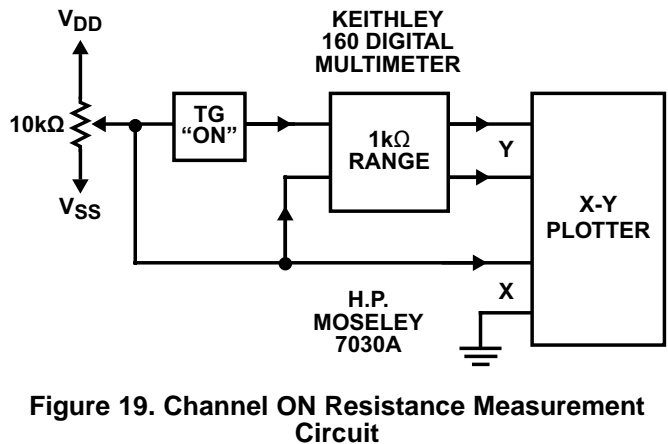 VDD
10kΩ
VSS
TG
“ON”
KEITHLEY
160 DIGITAL
MULTIMETER
1kΩ
RANGE
Y
X
X-Y
PLOTTER
H.P.
MOSELEY
7030A
Figure 19. Channel ON Resistance Measurement
Circuit